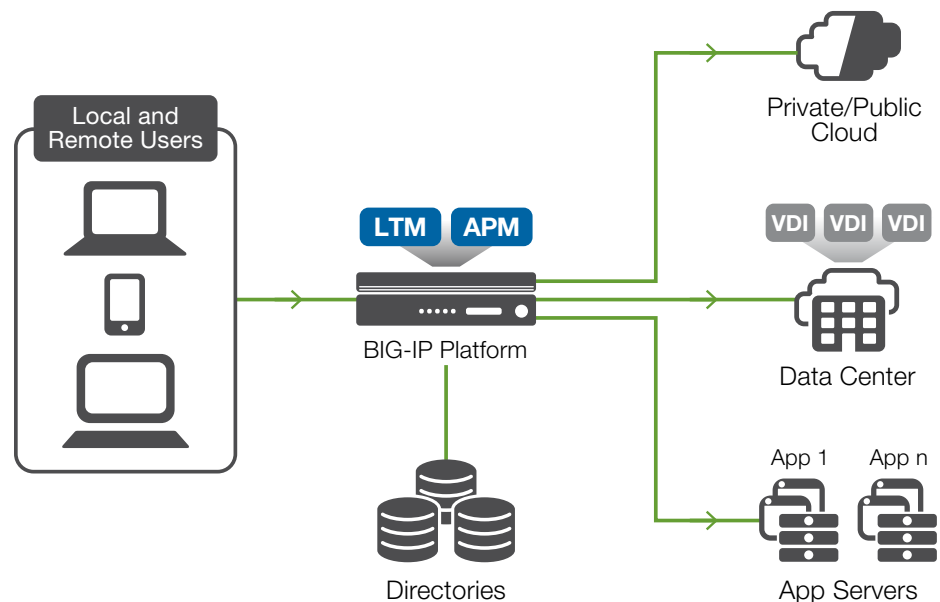 Local and
Remote Users
LTM
APM
BIG-IP Platform
Directories
Private/Public
Cloud
VDI
VDI
VDI
Data Center
App 1
App n
App Servers